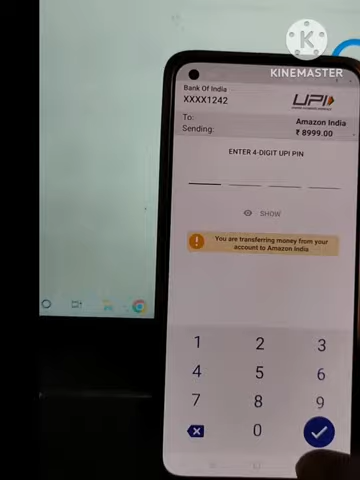 KINEMASTER
Bank Of India
XXXX1242
UPI
To:
Amazon India
Sending:
₹ 8999.00
ENTER 4-DIGIT UPI PIN
SHOW
You are transferring money from your
account to Amazon India
1 2 3
4 5 6
7 8 9
0